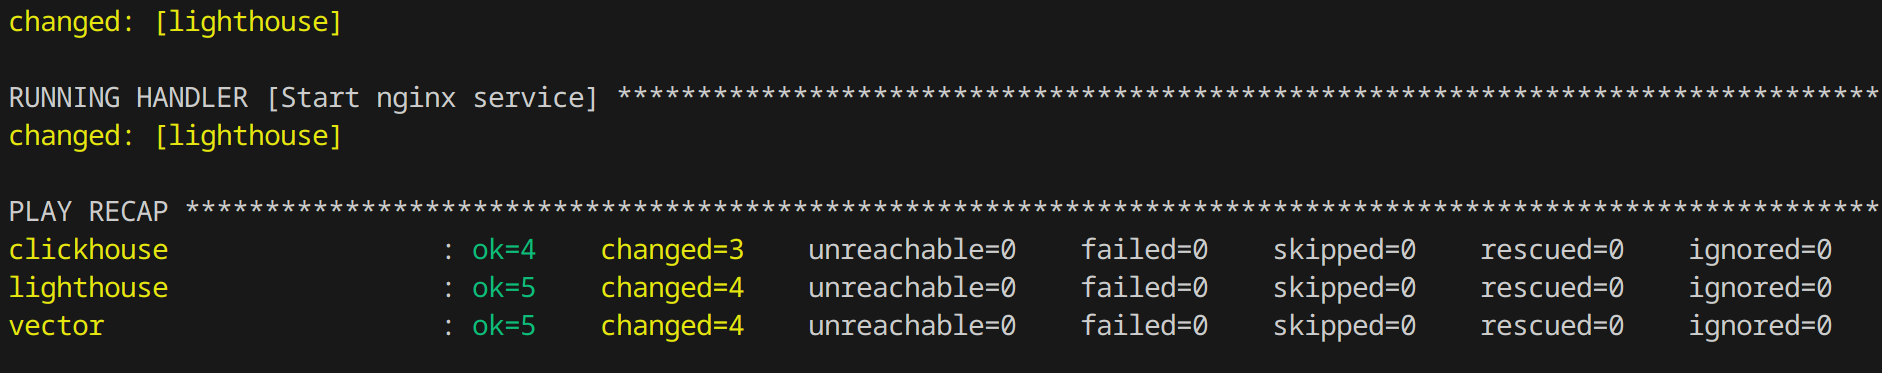 changed: [lighthouse]
RUNNING HANDLER [Start nginx service] *******************************************************************************
changed: [lighthouse]
PLAY RECAP **********************************************************************************************************
clickhouse : ok=4 changed=3 unreachable=0 failed=0 skipped=0 rescued=0 ignored=0
lighthouse : ok=5 changed=4 unreachable=0 failed=0 skipped=0 rescued=0 ignored=0
vector : ok=5 changed=4 unreachable=0 failed=0 skipped=0 rescued=0 ignored=0